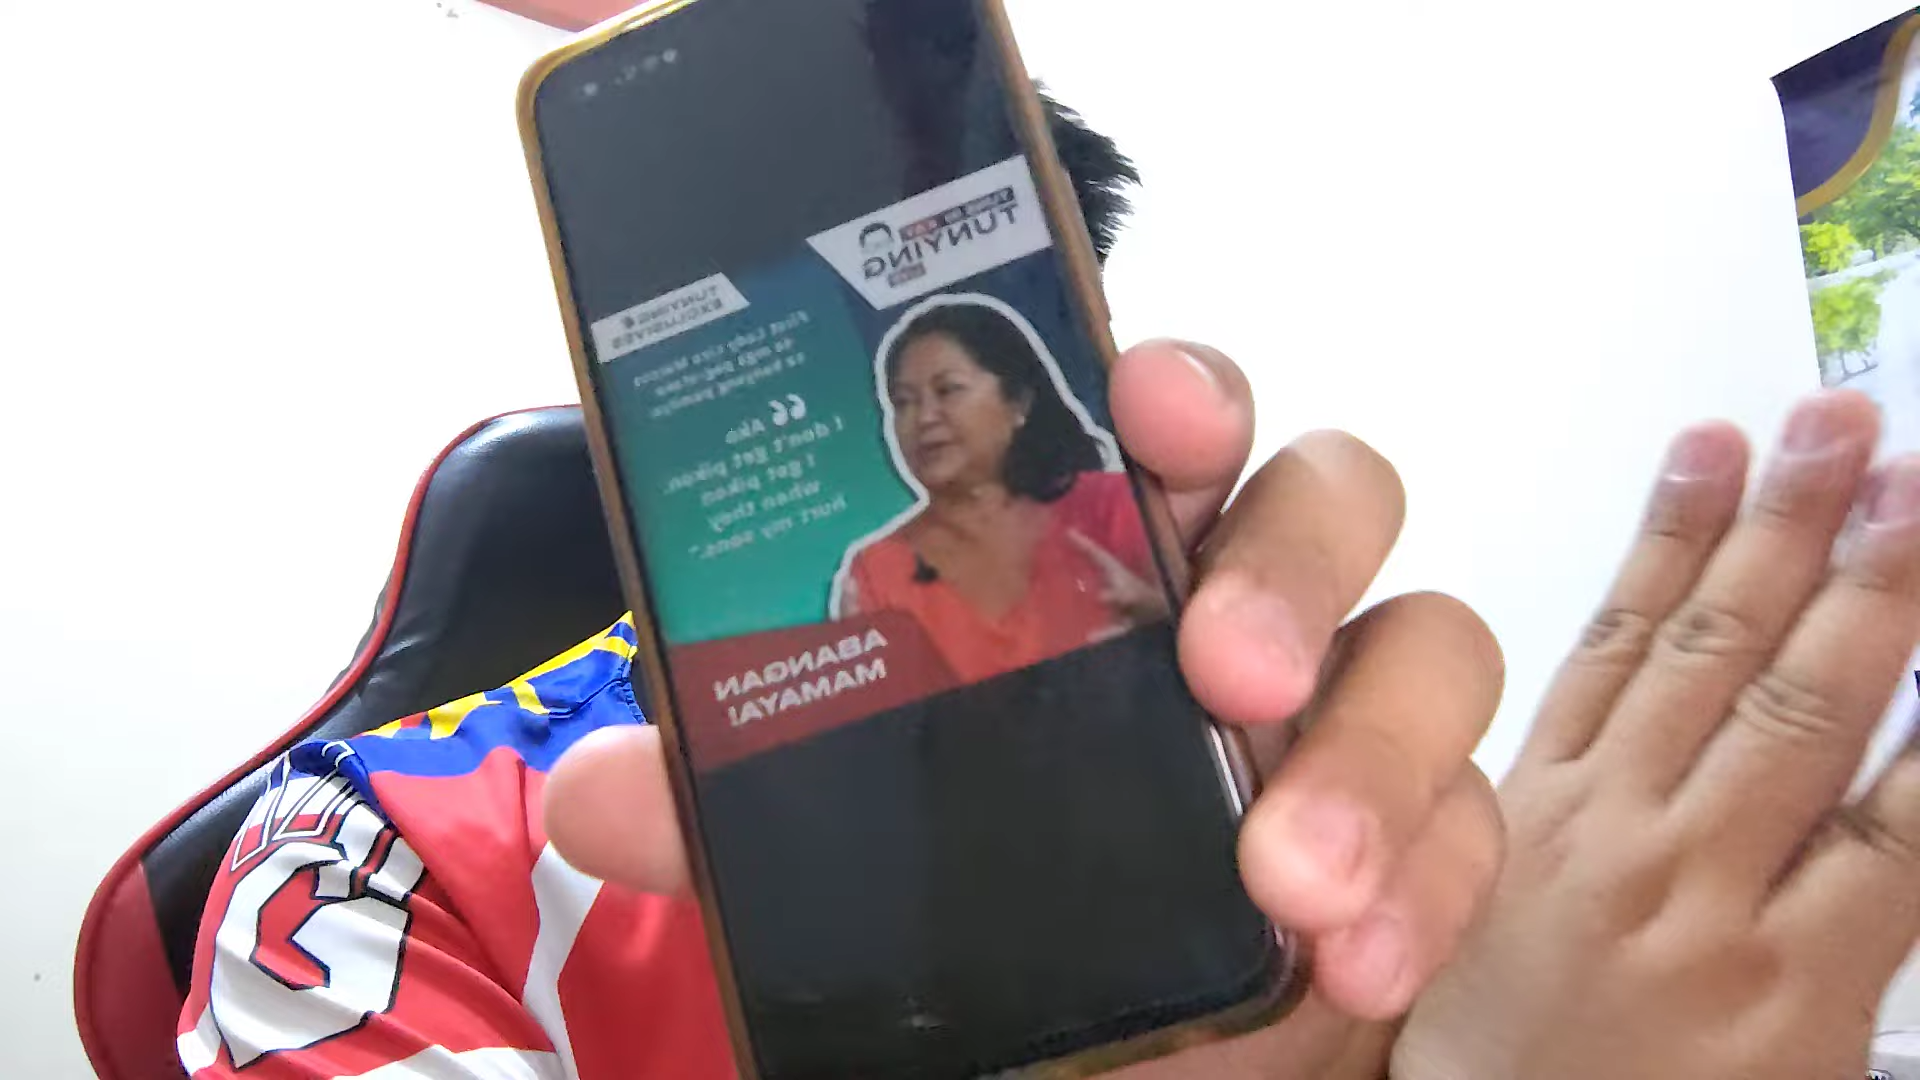 TUNYING
TUNYING
EXCLUSIVES
First Lady Liza Marcos
sa mga pag-atake
sa kanyang pamilya:
“Ako
I don't get pikon.
I get pikon
when they
hurt my sons.”
ABANGAN
MAMAYA!